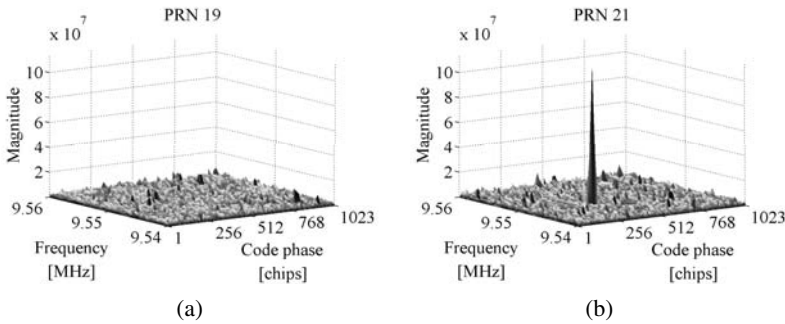 PRN 19
x 10 7
10
8
6
4
2
Magnitude
9.56
9.55
9.54
Frequency
[MHz]
1
256
512
768
1023
Code phase
[chips]
(a)
PRN 21
x 10 7
10
8
6
4
2
Magnitude
9.56
9.55
9.54
Frequency
[MHz]
1
256
512
768
1023
Code phase
[chips]
(b)